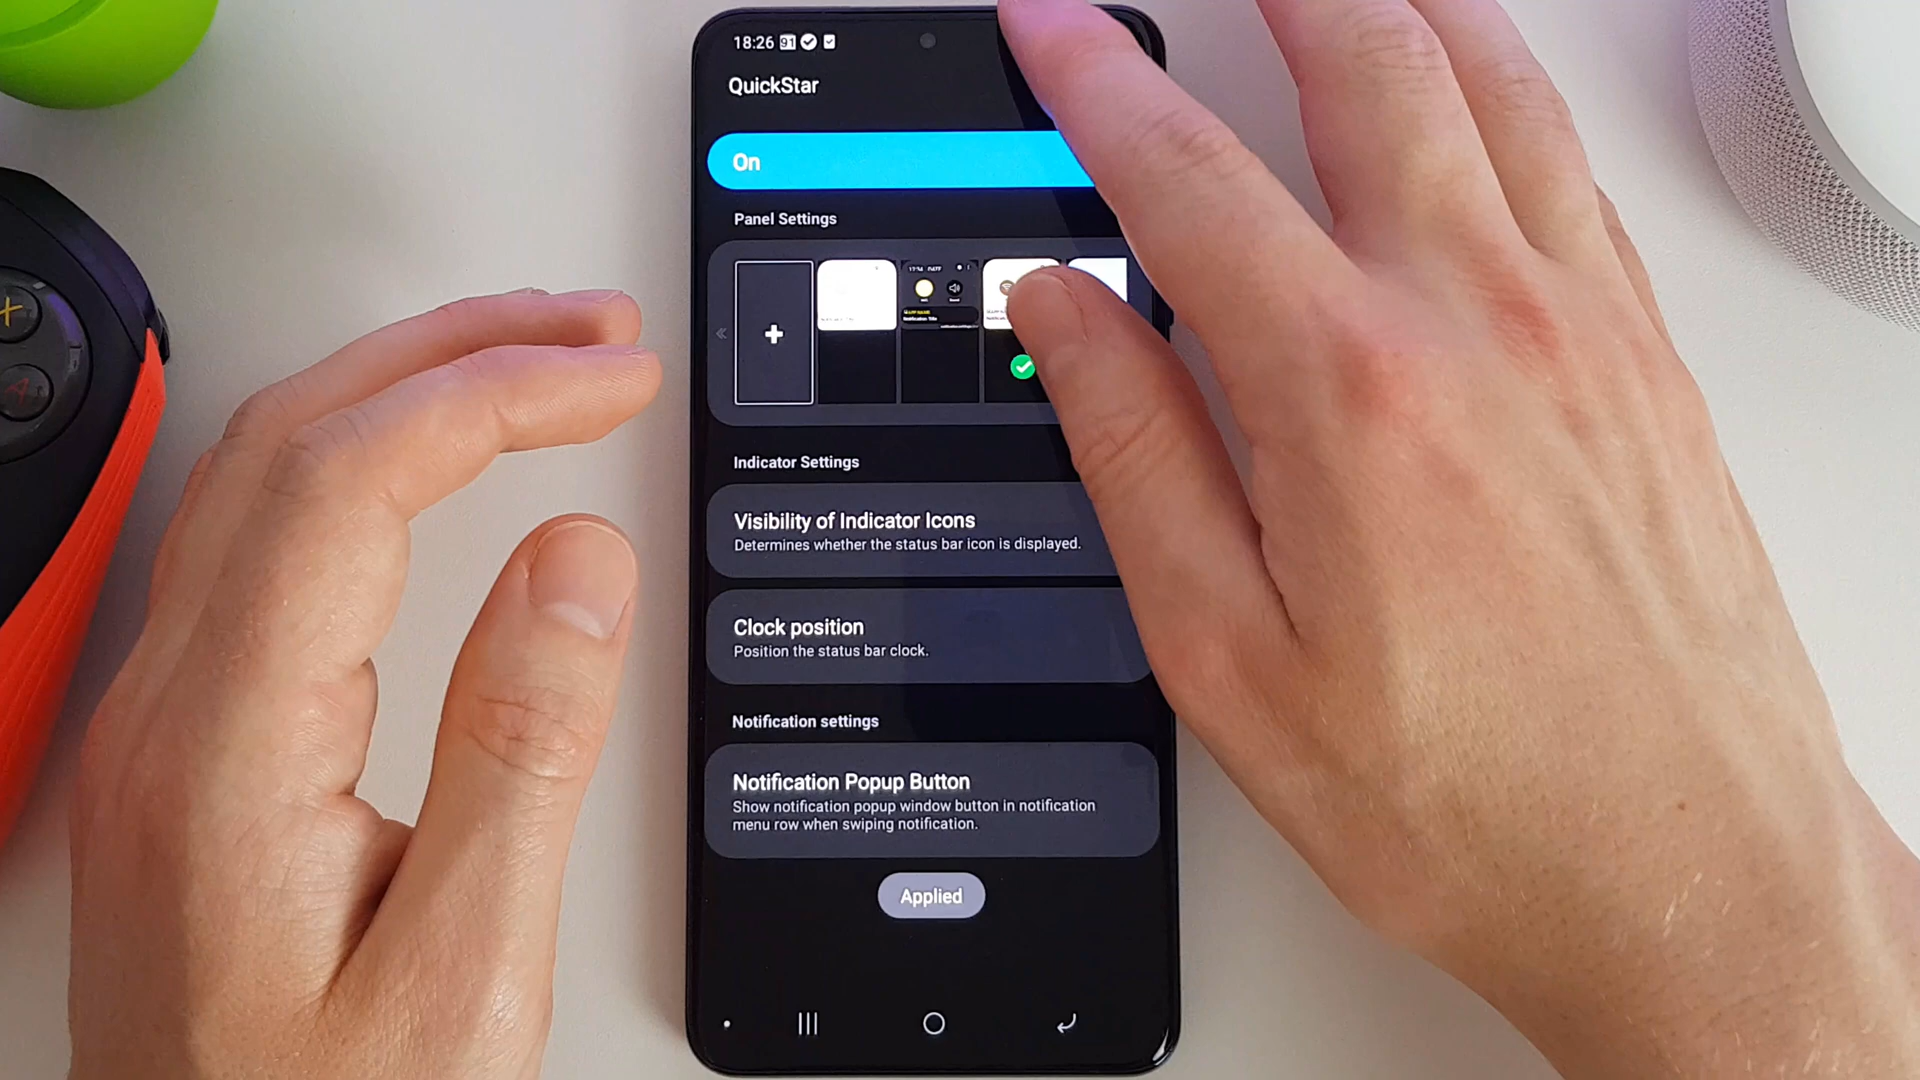 18:26 91
QuickStar
On
Panel Settings
+
Indicator Settings
Visibility of Indicator Icons
Determines whether the status bar icon is displayed.
Clock position
Position the status bar clock.
Notification settings
Notification Popup Button
Show notification popup window button in notification
menu row when swiping notification.
Applied
A